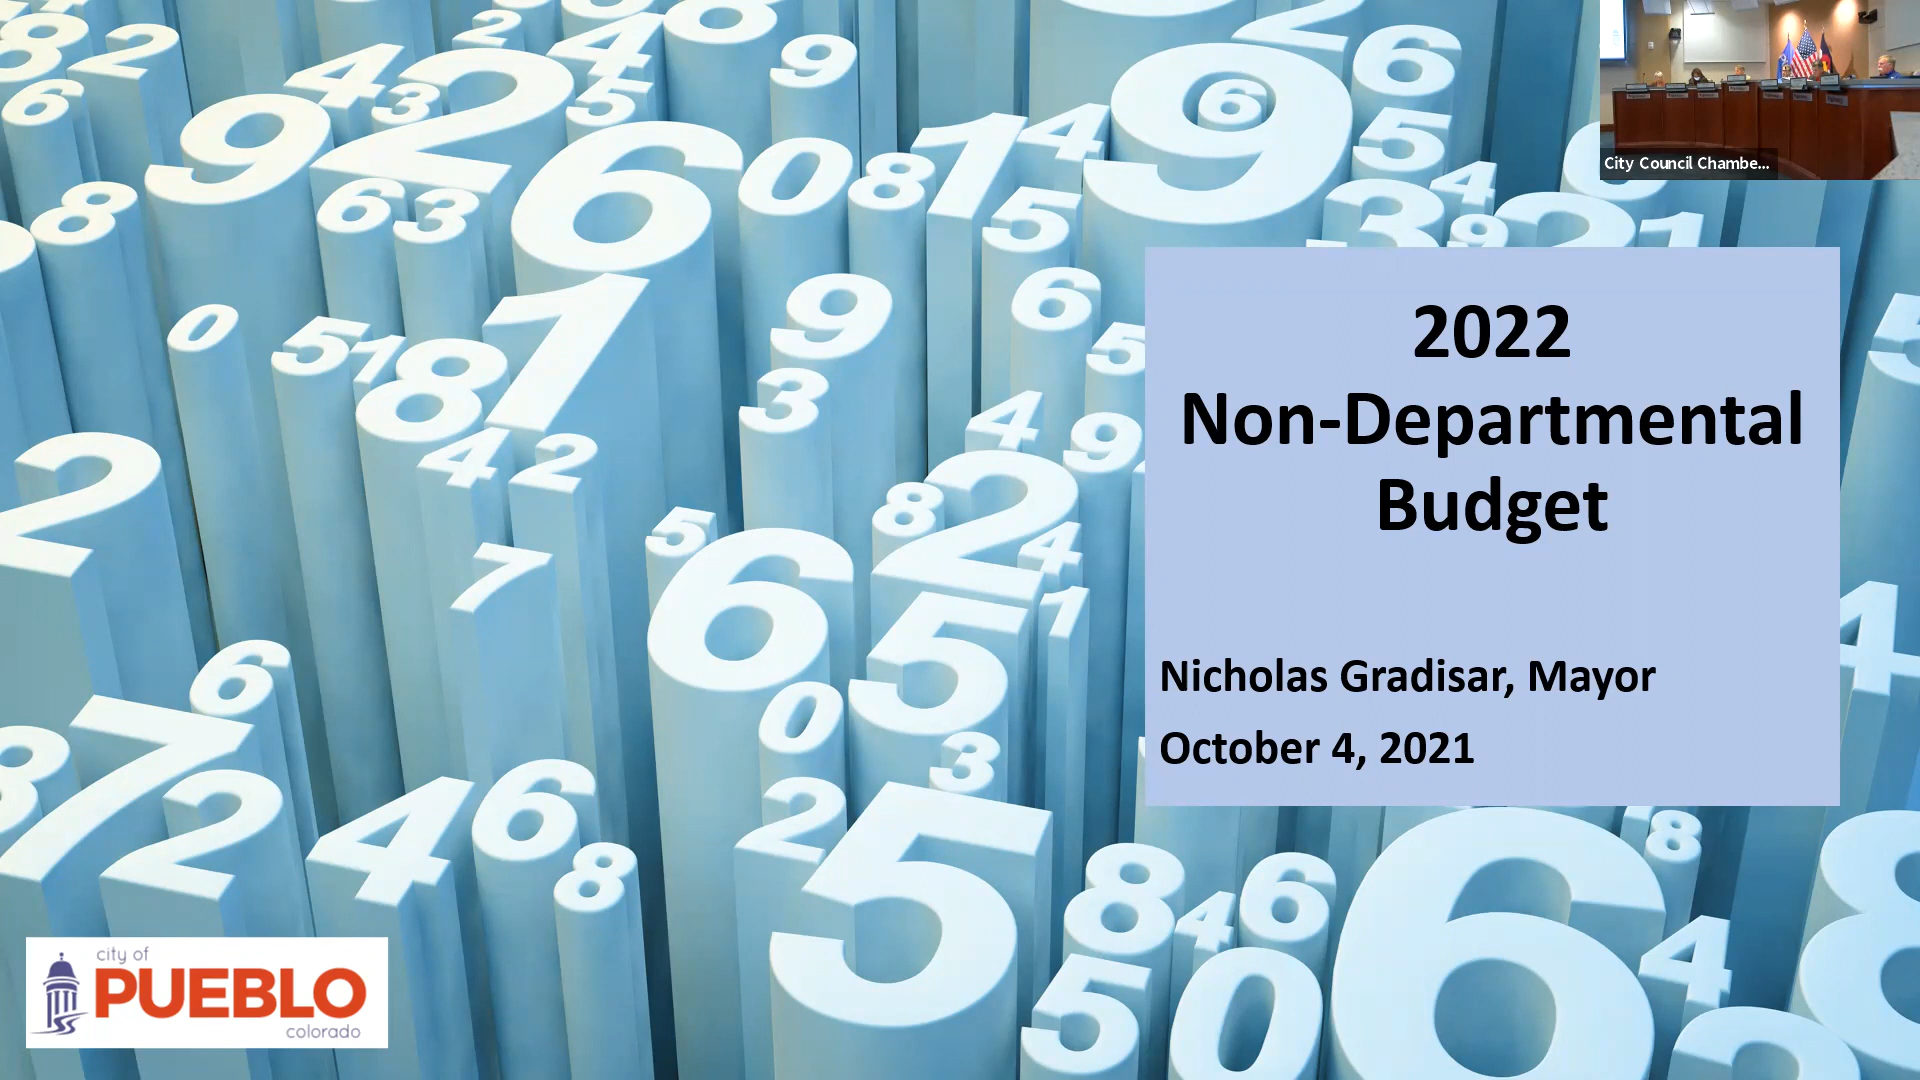 City Council Chambe...
2022
Non-Departmental
Budget
Nicholas Gradisar, Mayor
October 4, 2021
city of
PUEBLO
colorado